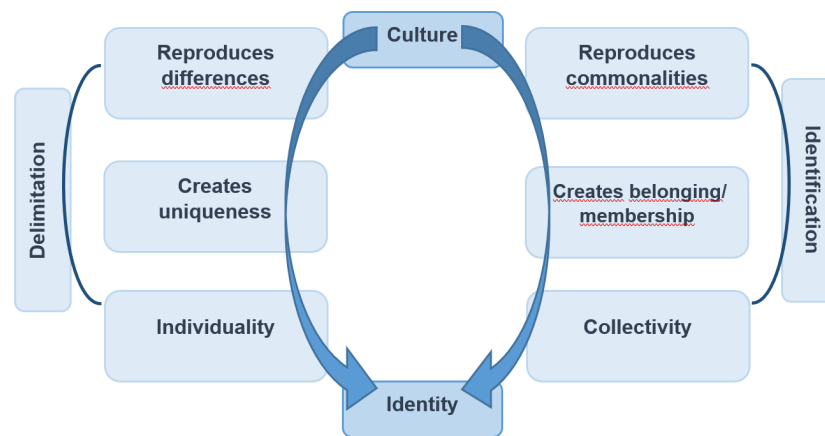 Culture
Reproduces
differences
Creates
uniqueness
Individuality
Delimitation
Reproduces
commonalities
Creates belonging/
membership
Collectivity
Identification
Identity